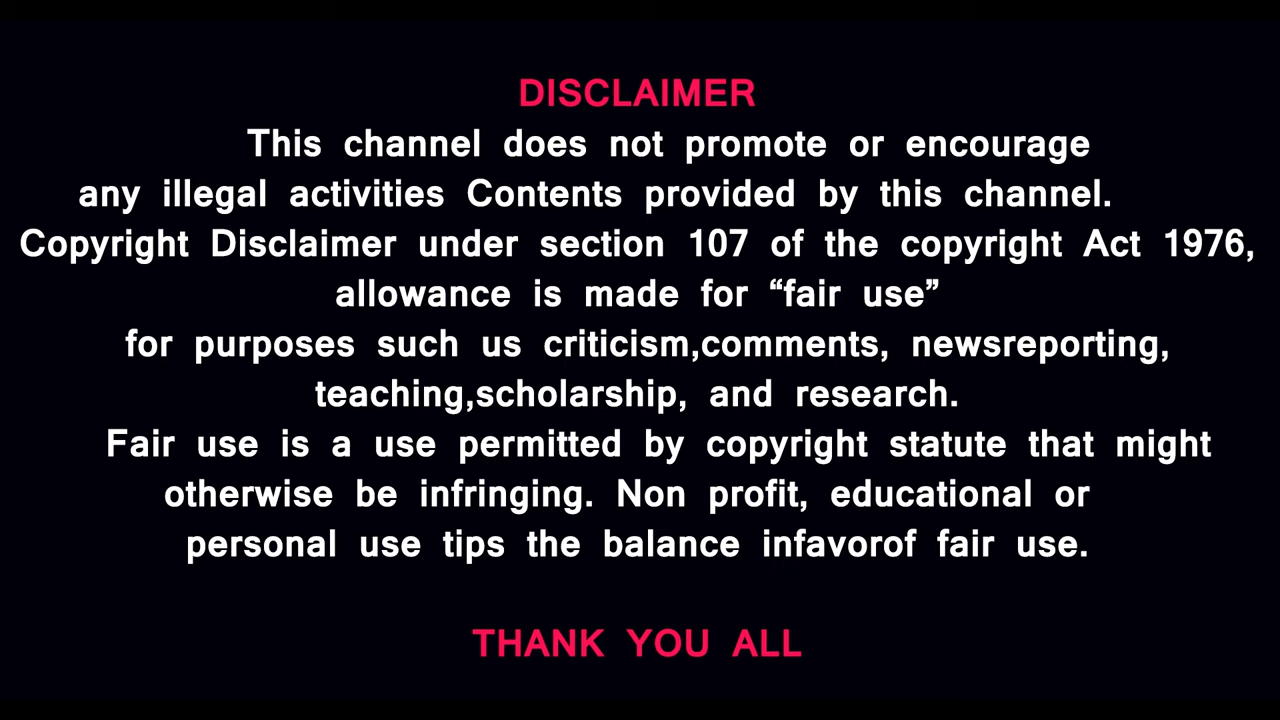 DISCLAIMER
This channel does not promote or encourage
any illegal activities Contents provided by this channel.
Copyright Disclaimer under section 107 of the copyright Act 1976,
allowance is made for “fair use”
for purposes such us criticism,comments, newsreporting,
teaching,scholarship, and research.
Fair use is a use permitted by copyright statute that might
otherwise be infringing. Non profit, educational or
personal use tips the balance infavorof fair use.
THANK YOU ALL